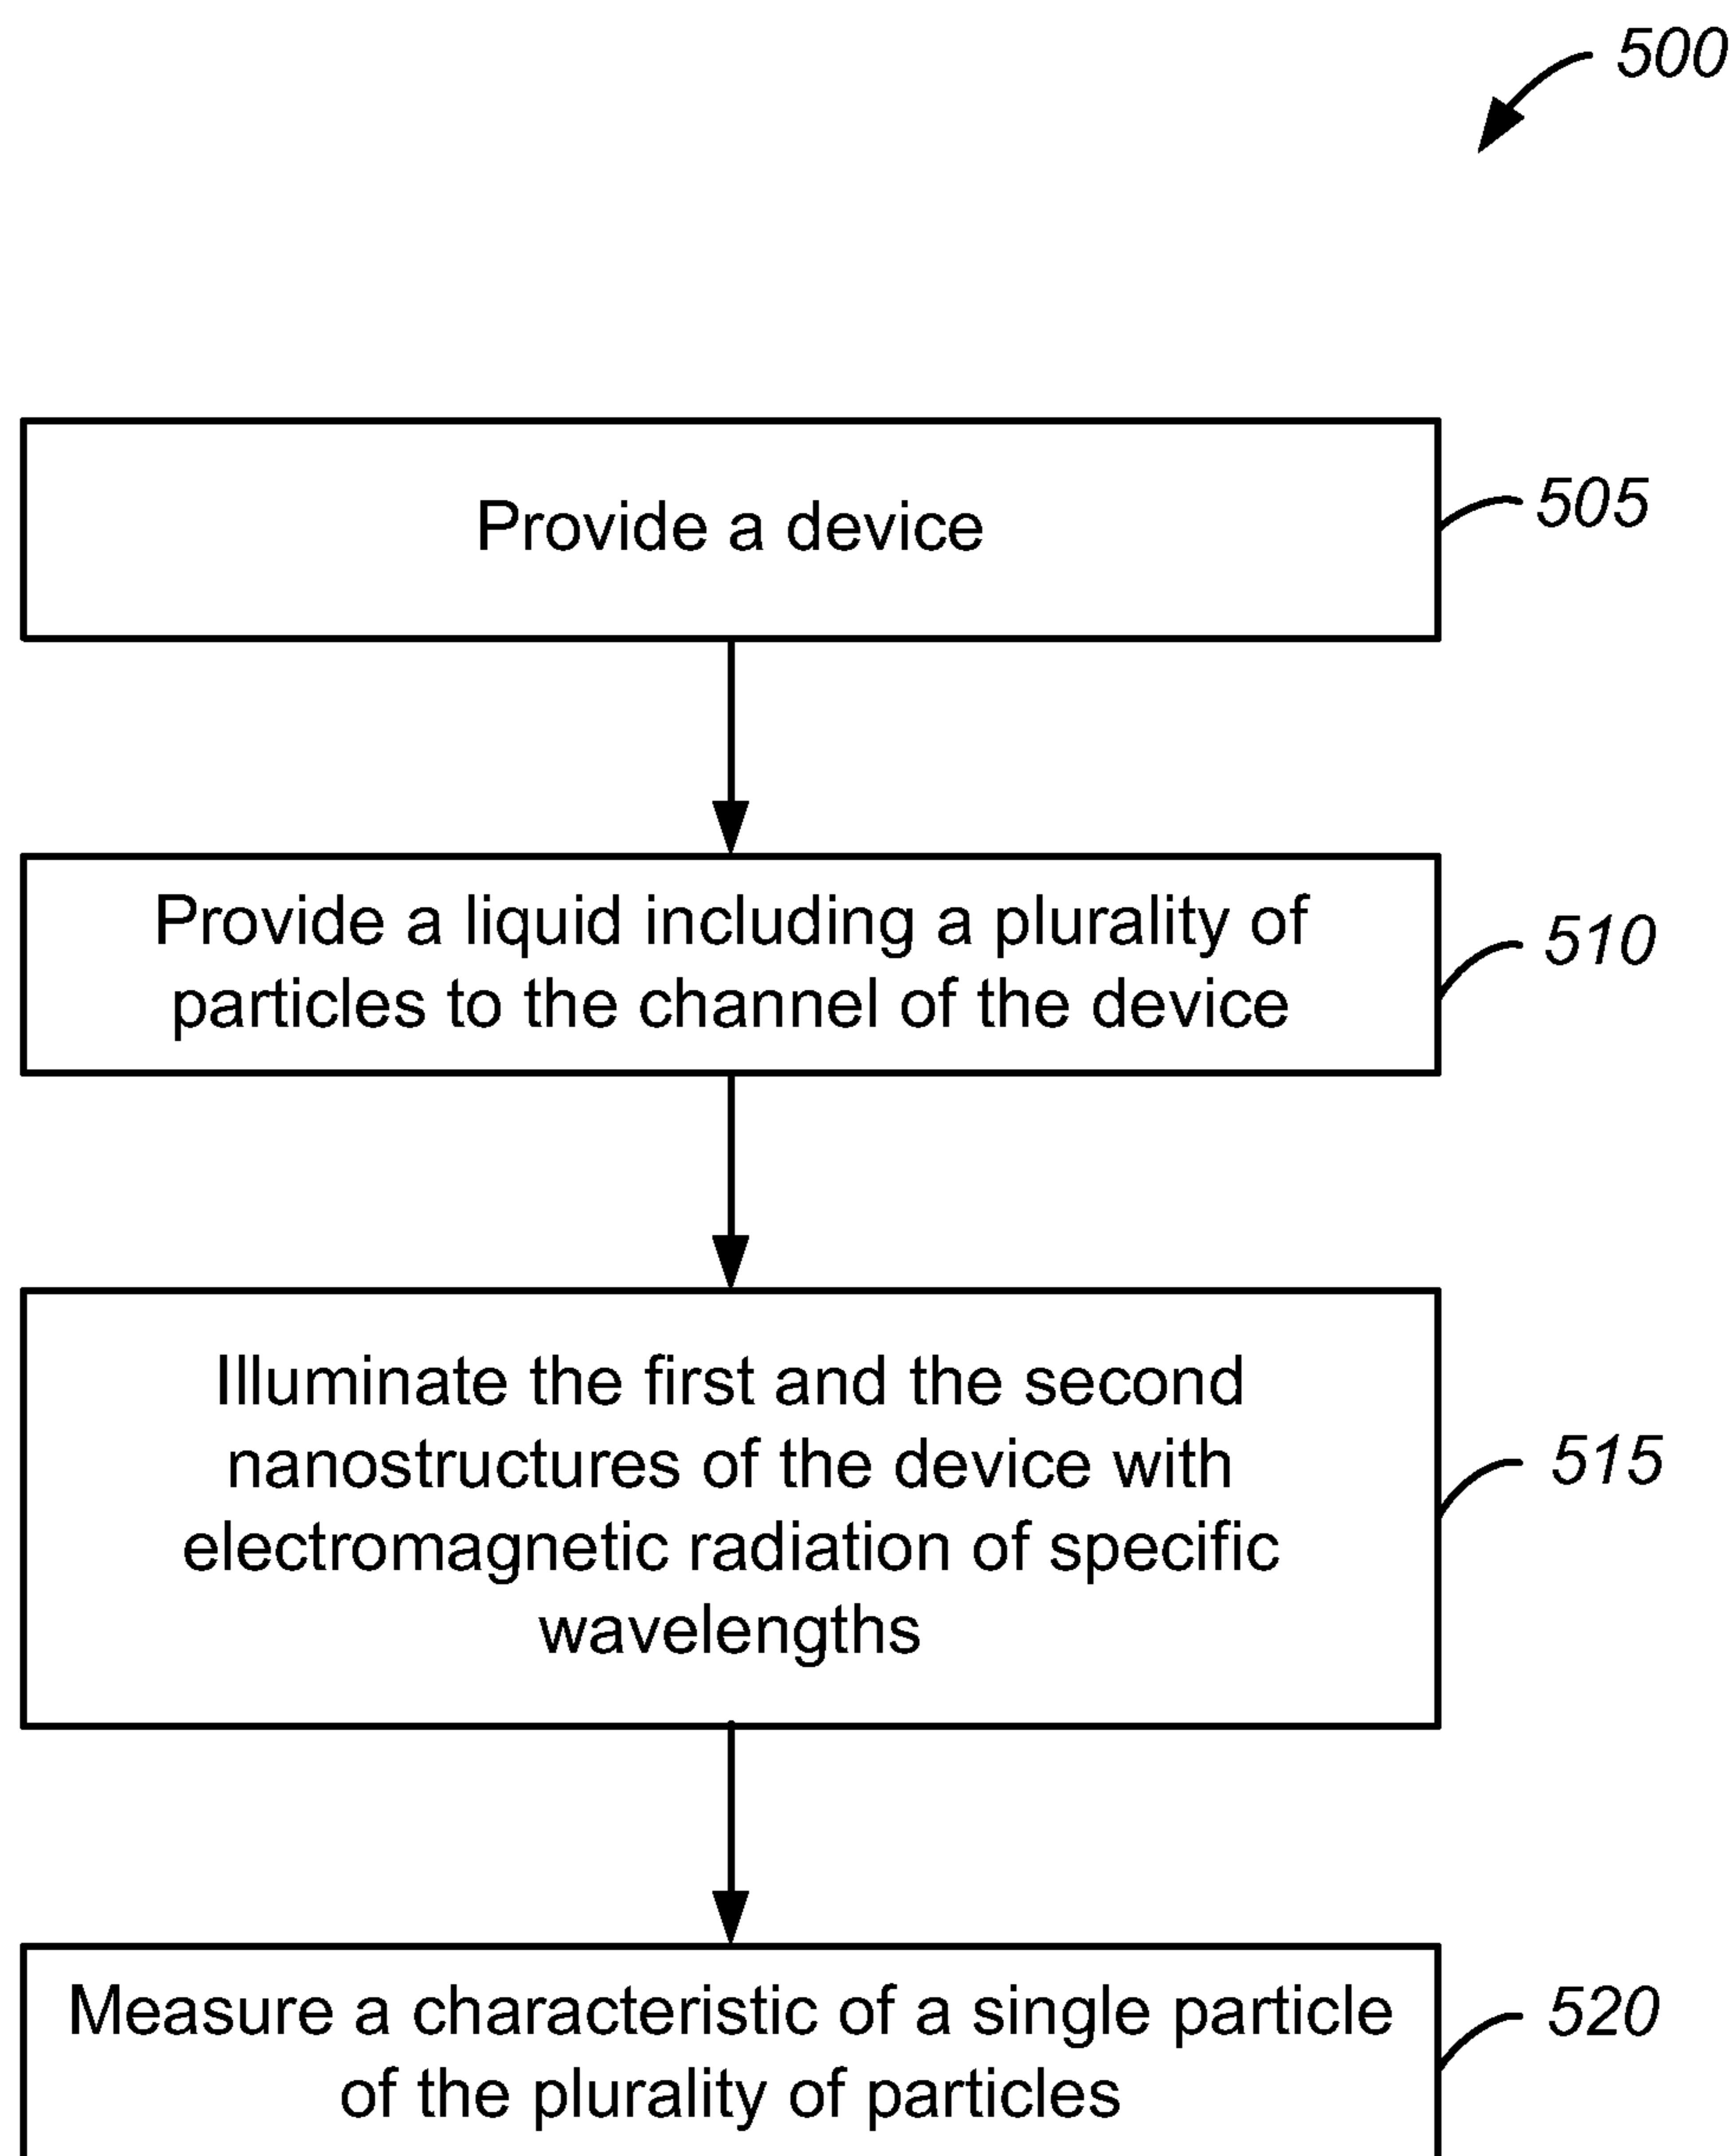 500
Provide a device
505
Provide a liquid including a plurality of
particles to the channel of the device
510
Illuminate the first and the second
nanostructures of the device with
electromagnetic radiation of specific
wavelengths
515
Measure a characteristic of a single particle
of the plurality of particles
520